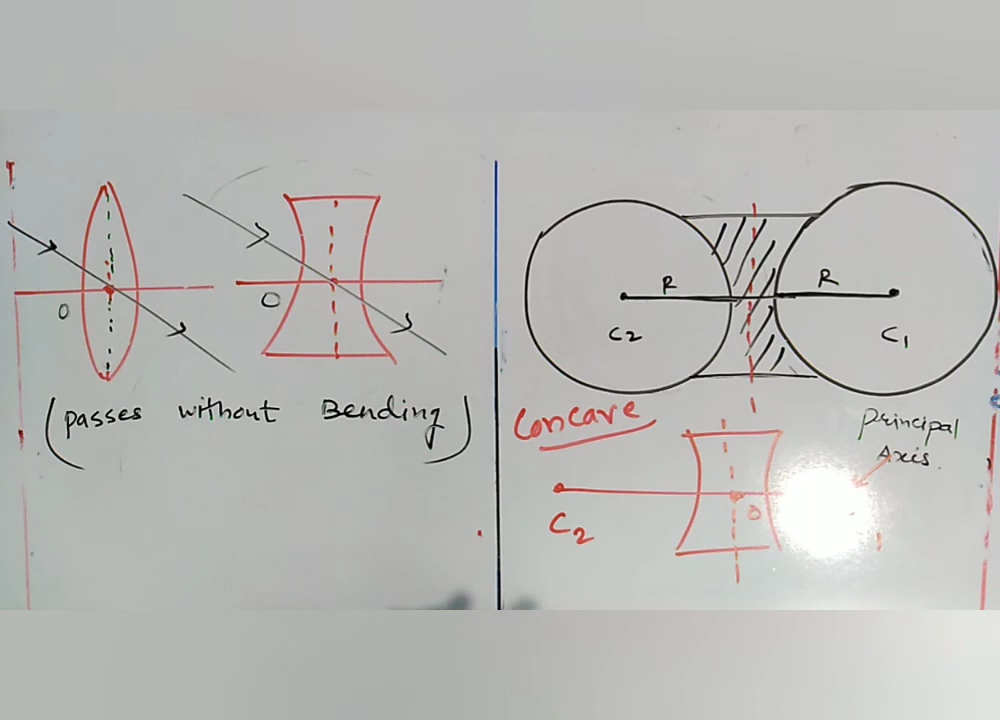 O
O
(passes without Bending)
R
R
C2
C1
Concave
principal
Axis.
O
C2